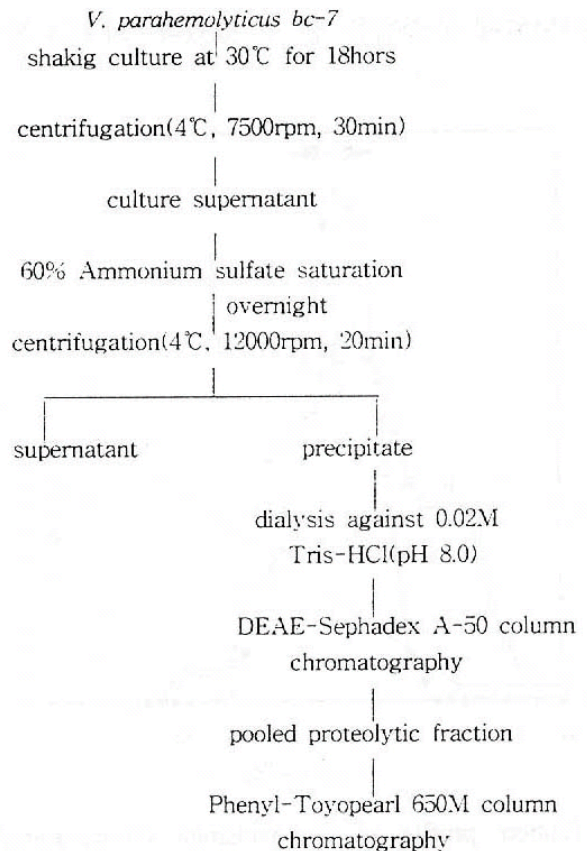 V. parahemolyticus bc-7
shakig culture at 30℃ for 18hors
centrifugation(4℃, 7500rpm, 30min)
culture supernatant
60% Ammonium sulfate saturation
overnight
centrifugation(4℃, 12000rpm, 20min)
supernatant precipitate
dialysis against 0.02M
Tris-HCl(pH 8.0)
DEAE-Sephadex A-50 column
chromatography
pooled proteolytic fraction
Phenyl-Toyopearl 650M column
chromatography